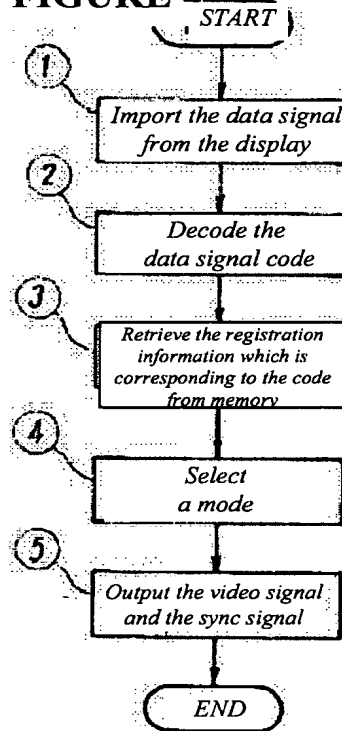 FIGURE
START
1
Import the data signal
from the display
2
Decode the
data signal code
3
Retrieve the registration
information which is
corresponding to the code
from memory
4
Select
a mode
5
Output the video signal
and the sync signal
END